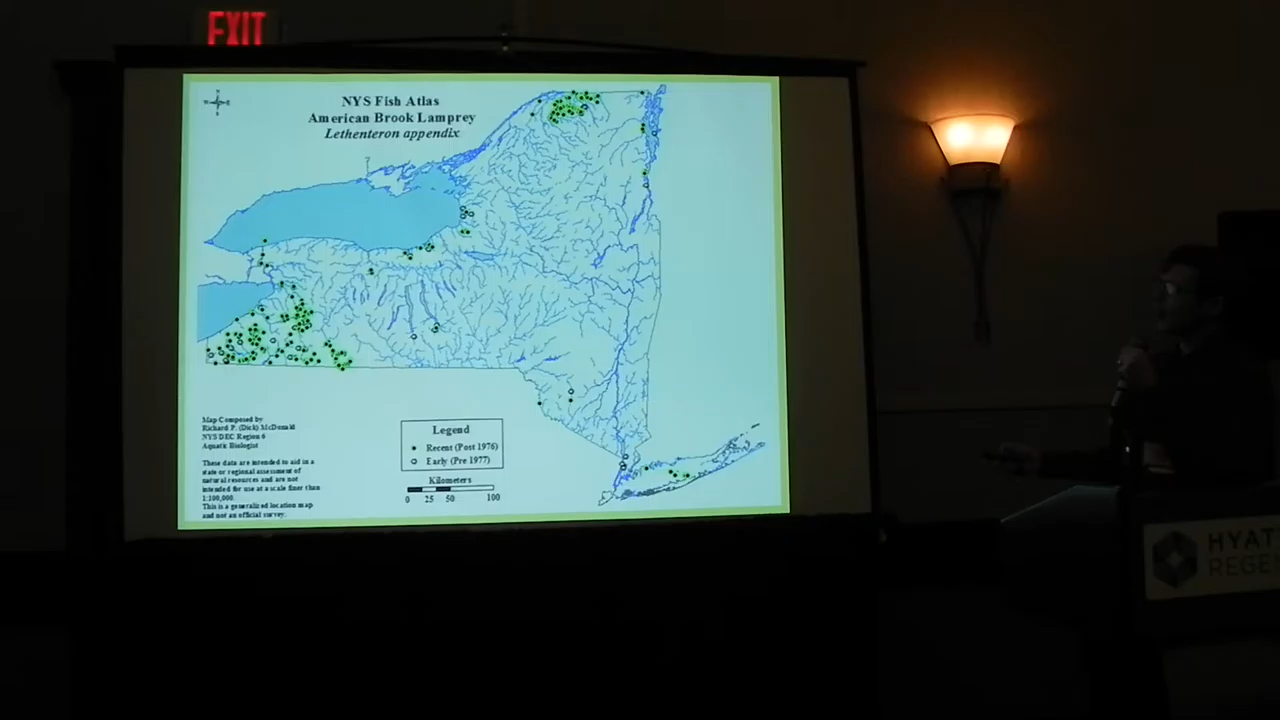 EXIT
NYS Fish Atlas
American Brook Lamprey
Lethenteron appendix
Map Composed by
Richard P. (Dick) McDonald
NYS DEC Region 6
Aquatic Biologist
These data are intended to aid in a
state or regional assessment of
natural resources and are not
intended for use at a scale finer than
1:100,000.
This is a generalized location map
and not an official survey.
Legend
Recent (Post 1976)
Early (Pre 1977)
Kilometers
0 25 50 100
HYAT
REGE